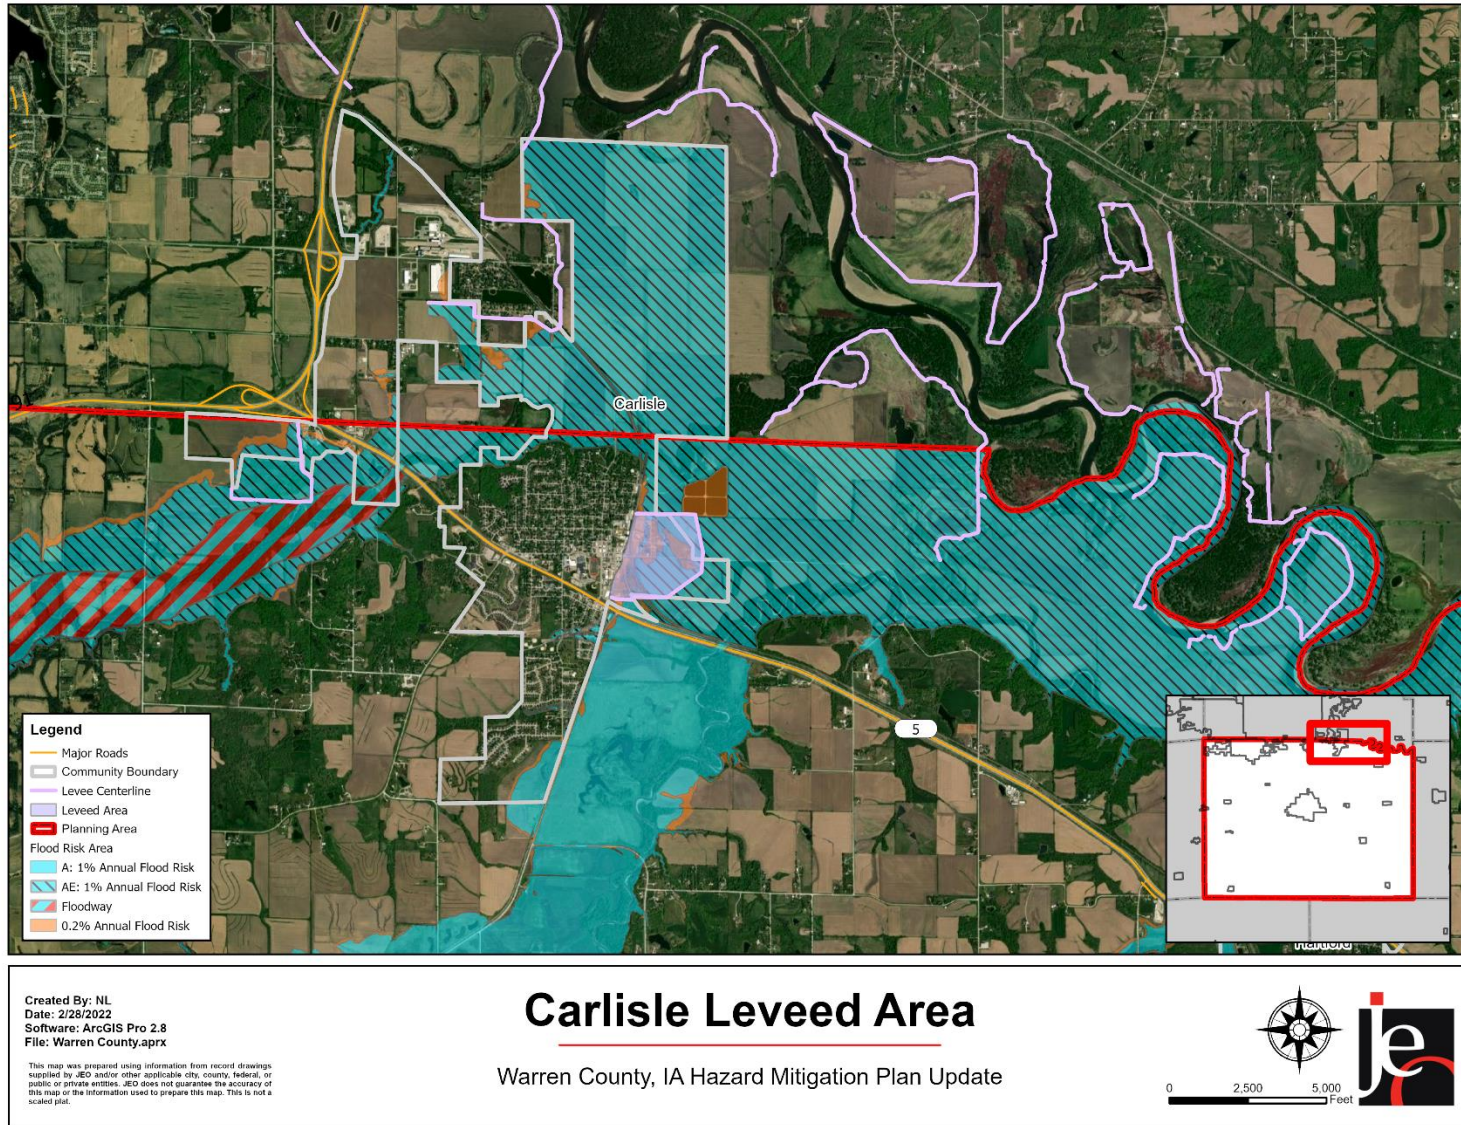 Carlisle
5
Legend
Major Roads
Community Boundary
Levee Centerline
Leveed Area
Planning Area
Flood Risk Area
A: 1% Annual Flood Risk
AE: 1% Annual Flood Risk
Floodway
0.2% Annual Flood Risk
Hartford
Created By: NL
Date: 2/28/2022
Software: ArcGIS Pro 2.8
File: Warren County.aprx
This map was prepared using information from record drawings
supplied by JEO and/or other applicable city, county, federal, or
public or private entities. JEO does not guarantee the accuracy of
this map or the information used to prepare this map. This is not a
scaled plat.
Carlisle Leveed Area
Warren County, IA Hazard Mitigation Plan Update
0 2,500 5,000
Feet
jeo